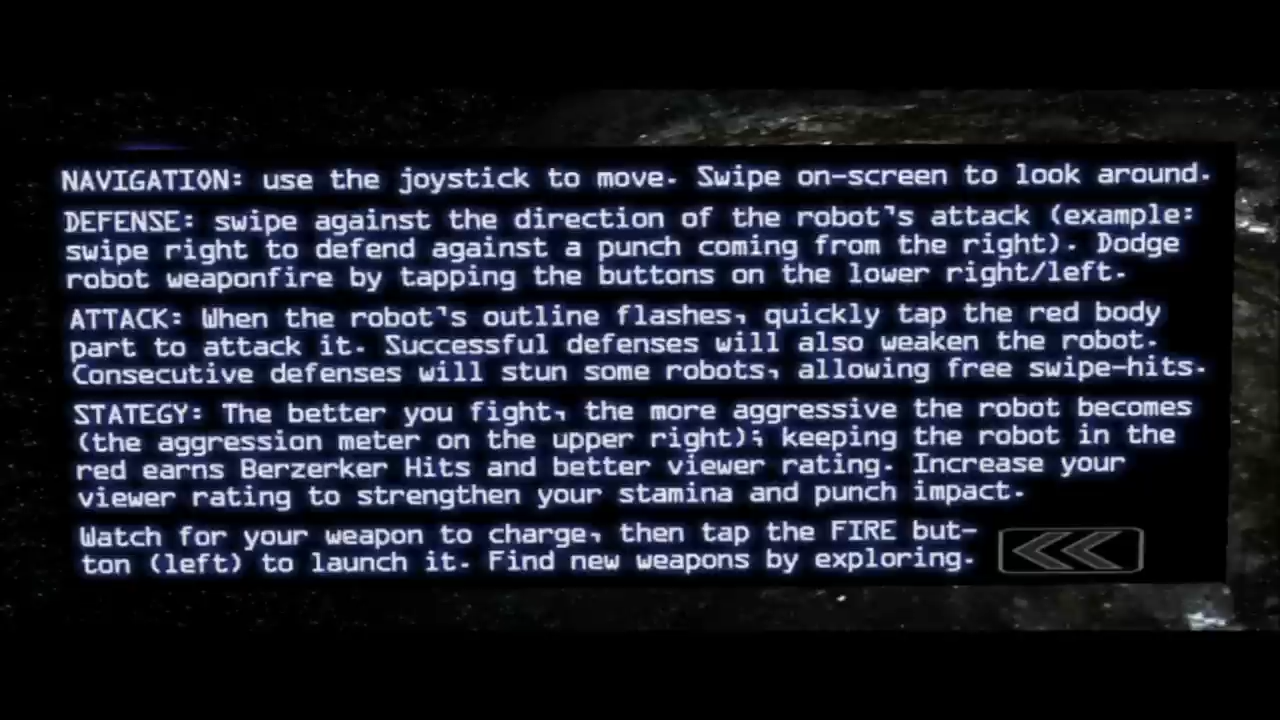 NAVIGATION: use the joystick to move. Swipe on-screen to look around.
DEFENSE: swipe against the direction of the robot's attack (example:
swipe right to defend against a punch coming from the right). Dodge
robot weaponfire by tapping the buttons on the lower right/left.
ATTACK: When the robot's outline flashes, quickly tap the red body
part to attack it. Successful defenses will also weaken the robot.
Consecutive defenses will stun some robots, allowing free swipe-hits.
STATEGY: The better you fight, the more aggressive the robot becomes
(the aggression meter on the upper right); keeping the robot in the
red earns Berzerker Hits and better viewer rating. Increase your
viewer rating to strengthen your stamina and punch impact.
Watch for your weapon to charge, then tap the FIRE but-
ton (left) to launch it. Find new weapons by exploring.